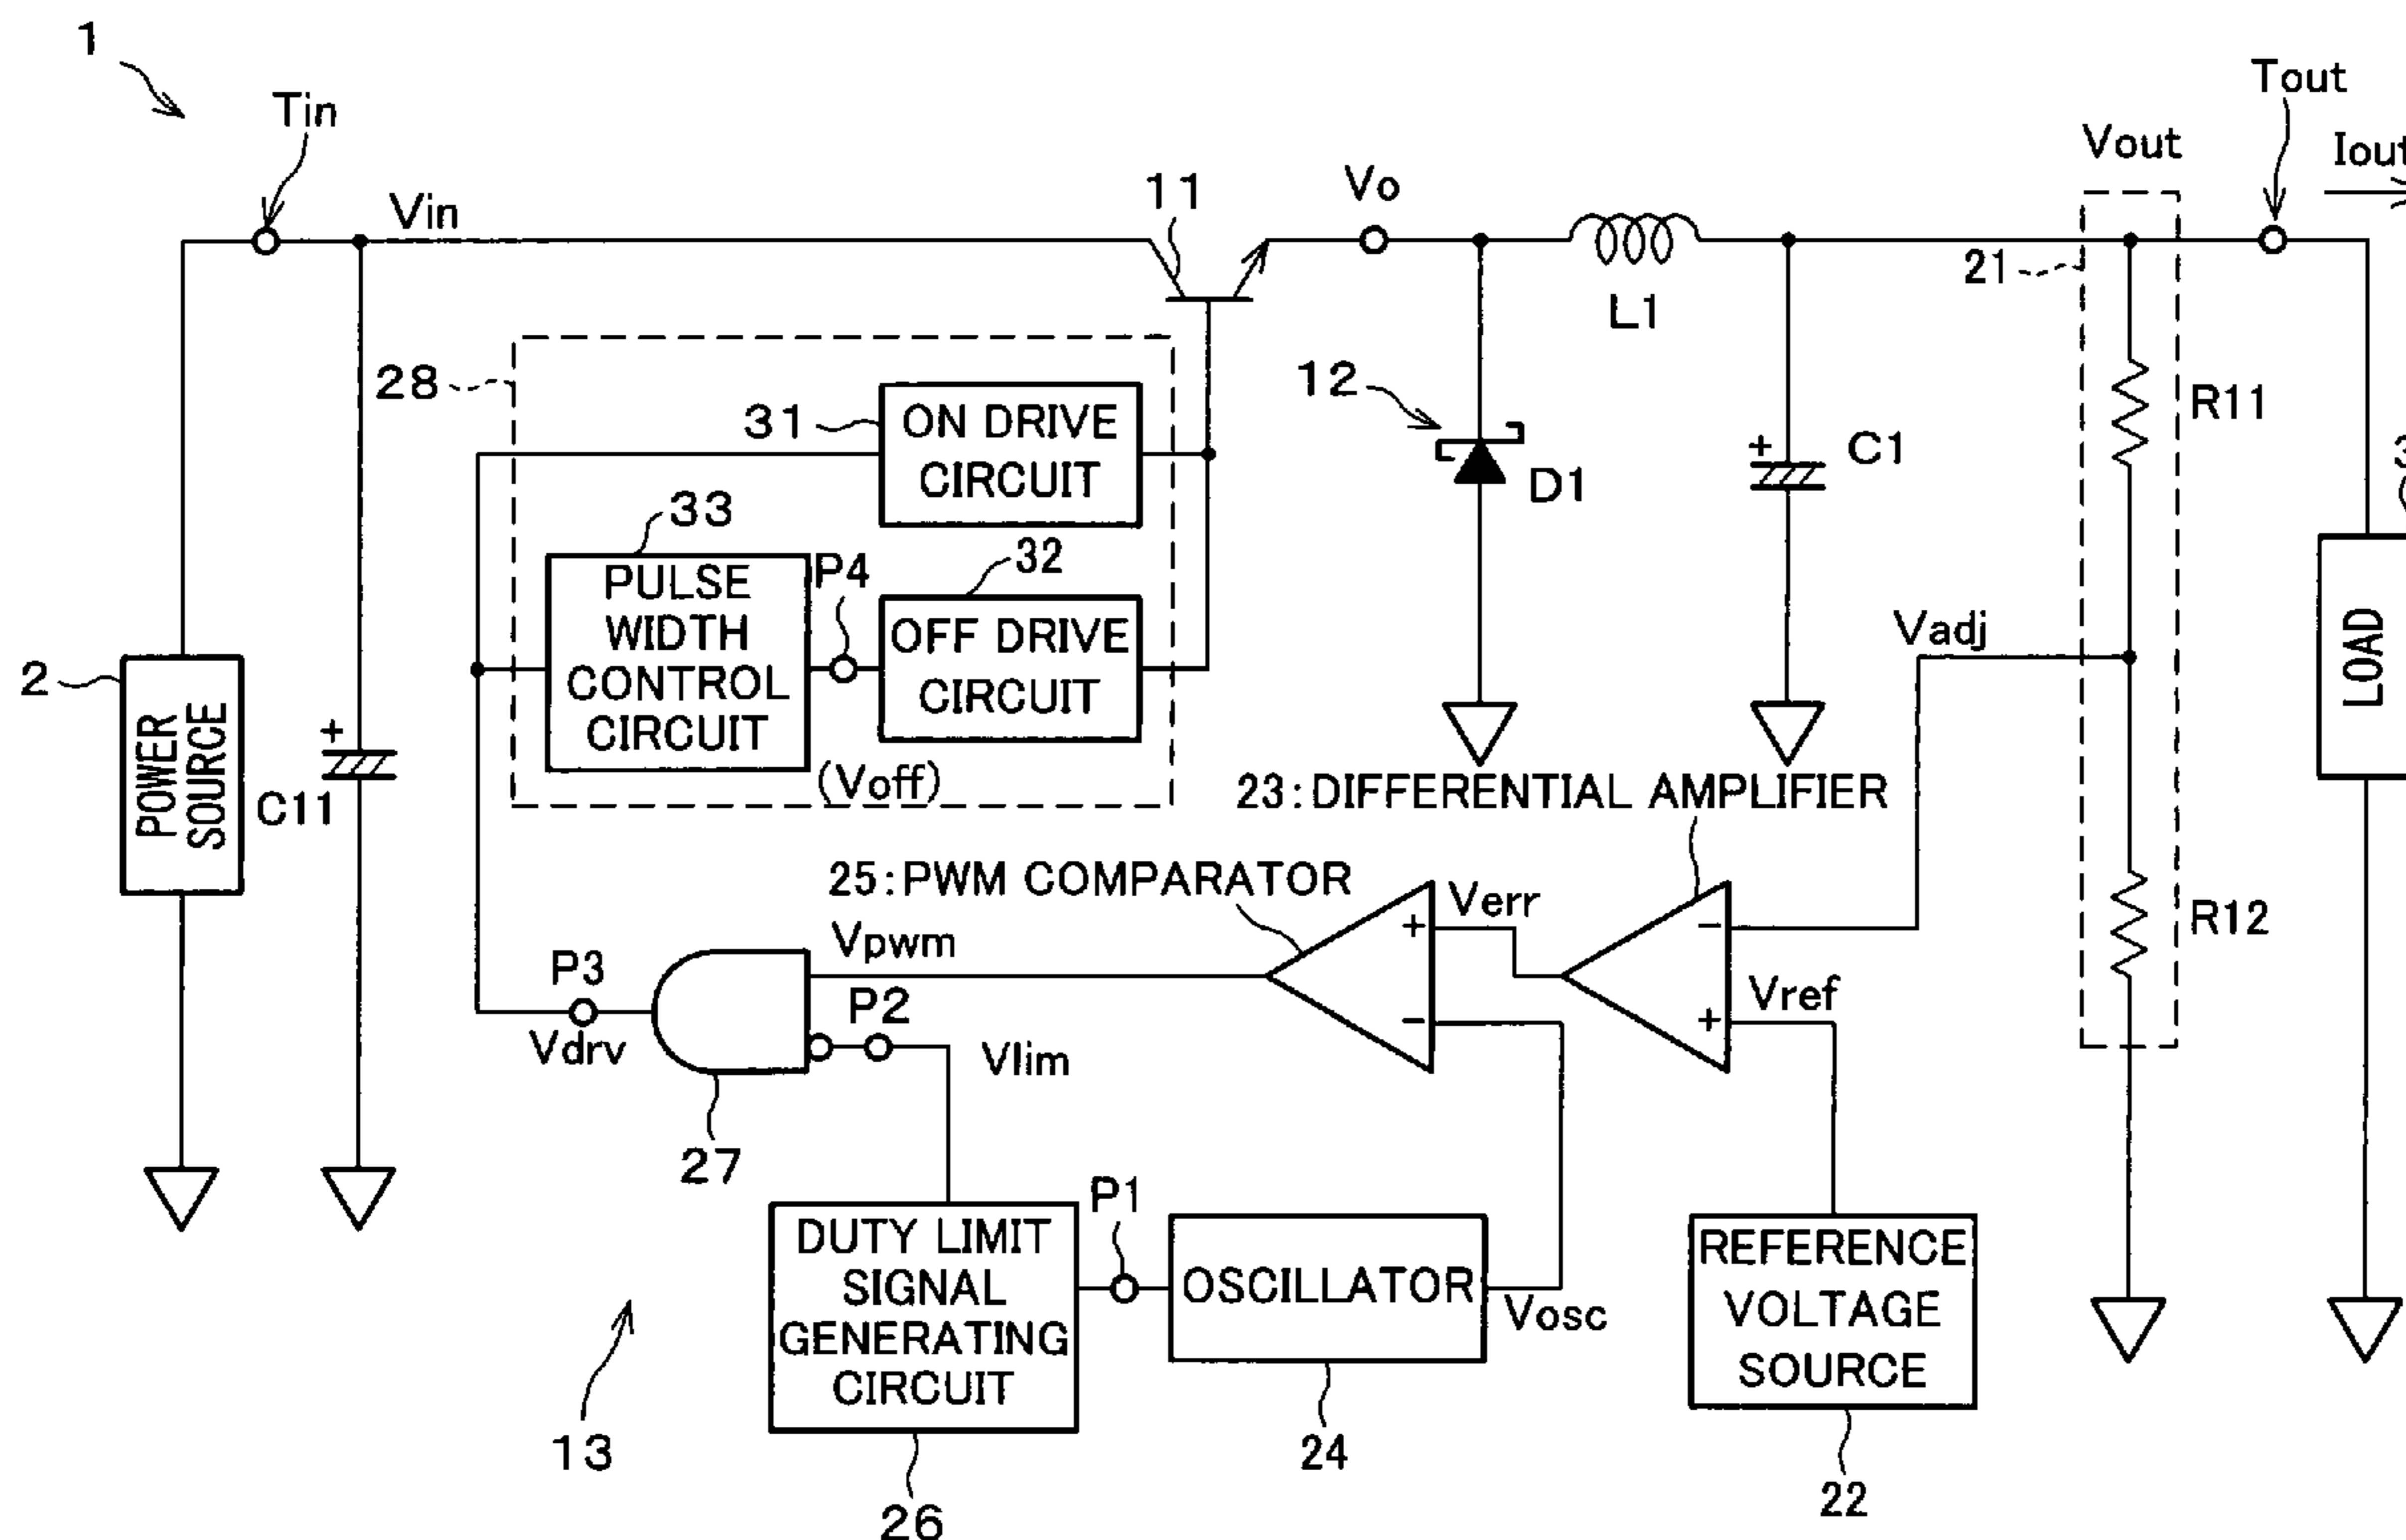 1
Tin
Vin
11
Vo
Tout
Vout
Iout
21
L1
28
31
ON DRIVE
CIRCUIT
12
D1
C1
R11
3
33
PULSE
WIDTH
CONTROL
CIRCUIT
P4
32
OFF DRIVE
CIRCUIT
(Voff)
Vadj
LOAD
2
POWER
SOURCE
C11
+
+
23:DIFFERENTIAL AMPLIFIER
25:PWM COMPARATOR
Verr
+
-
-
+
Vref
R12
Vpwm
P3
P2
Vdrv
Vlim
27
P1
DUTY LIMIT
SIGNAL
GENERATING
CIRCUIT
OSCILLATOR
Vosc
REFERENCE
VOLTAGE
SOURCE
13
26
24
22